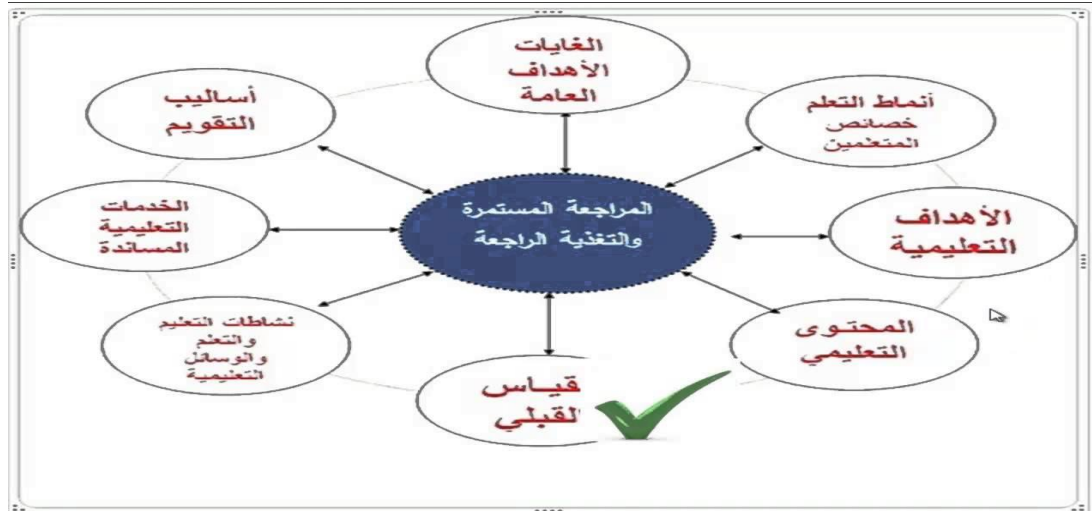 الغايات
الأهداف
العامة
أنماط التعلم
خصائص
المتعلمين
الأهداف
التعليمية
المحتوى
التعليمي
قياس
القبلي
نشاطات التعليم
والتعلم
والوسائل
التعليمية
الخدمات
التعليمية
المساندة
أساليب
التقويم
المراجعة المستمرة
والتغذية الراجعة